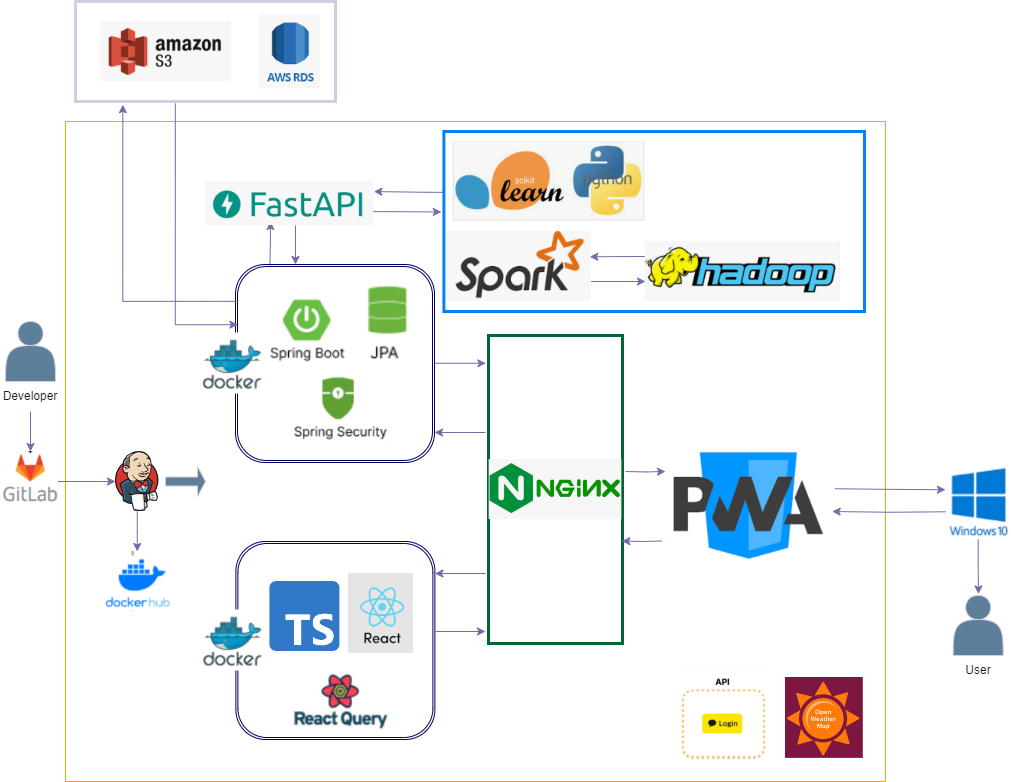 amazon
S3
AWS RDS
FastAPI
scikit
learn
python
Spark
hadoop
Spring Boot
JPA
docker
Spring Security
Developer
GitLab
NGINX
PWA
Windows 10
docker hub
TS
React
docker
React Query
User
API
Login
Open
Weather
Map